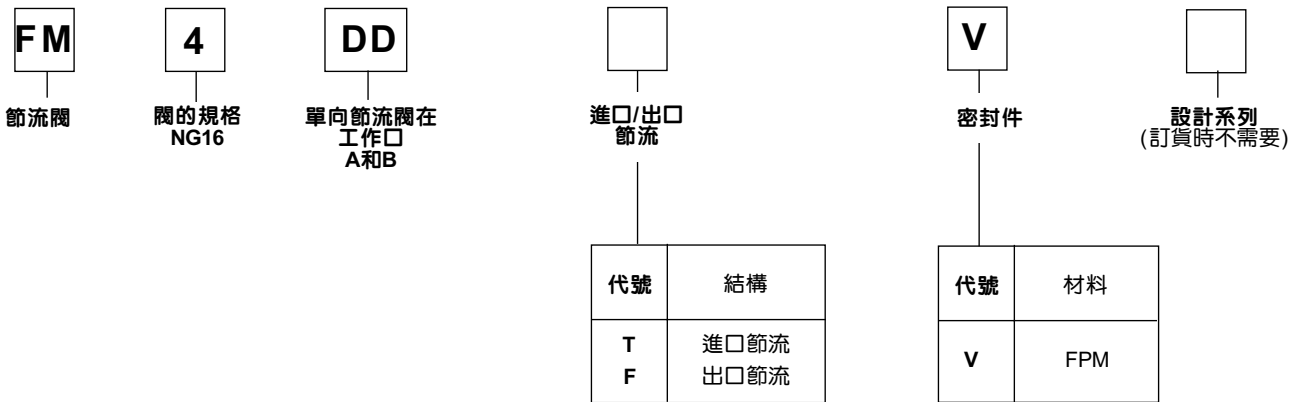 FM 4 DD V
節流閥
閥的規格
NG16
單向節流閥在
工作口
A和B
進口/出口
節流
密封件
設計系列
(訂貨時不需要)
代號 結構
T 進口節流
F 出口節流
代號 材料
V FPM